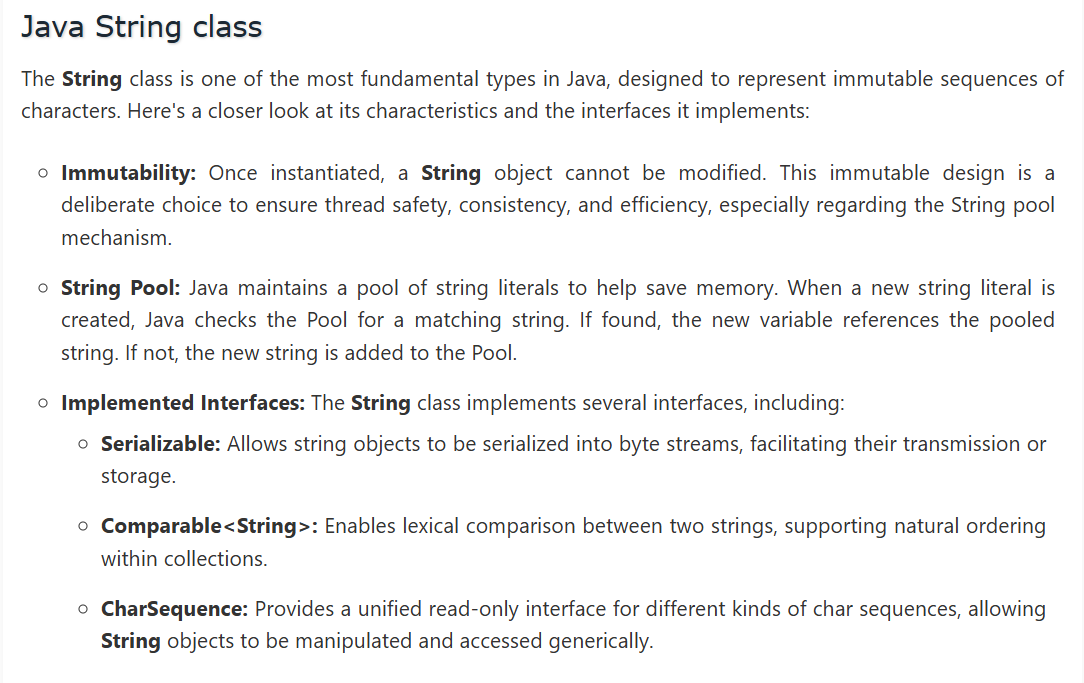 Java String class
The String class is one of the most fundamental types in Java, designed to represent immutable sequences of
characters. Here's a closer look at its characteristics and the interfaces it implements:
Immutability: Once instantiated, a String object cannot be modified. This immutable design is a
deliberate choice to ensure thread safety, consistency, and efficiency, especially regarding the String pool
mechanism.
String Pool: Java maintains a pool of string literals to help save memory. When a new string literal is
created, Java checks the Pool for a matching string. If found, the new variable references the pooled
string. If not, the new string is added to the Pool.
Implemented Interfaces: The String class implements several interfaces, including:
Serializable: Allows string objects to be serialized into byte streams, facilitating their transmission or
storage.
Comparable<String>: Enables lexical comparison between two strings, supporting natural ordering
within collections.
CharSequence: Provides a unified read-only interface for different kinds of char sequences, allowing
String objects to be manipulated and accessed generically.